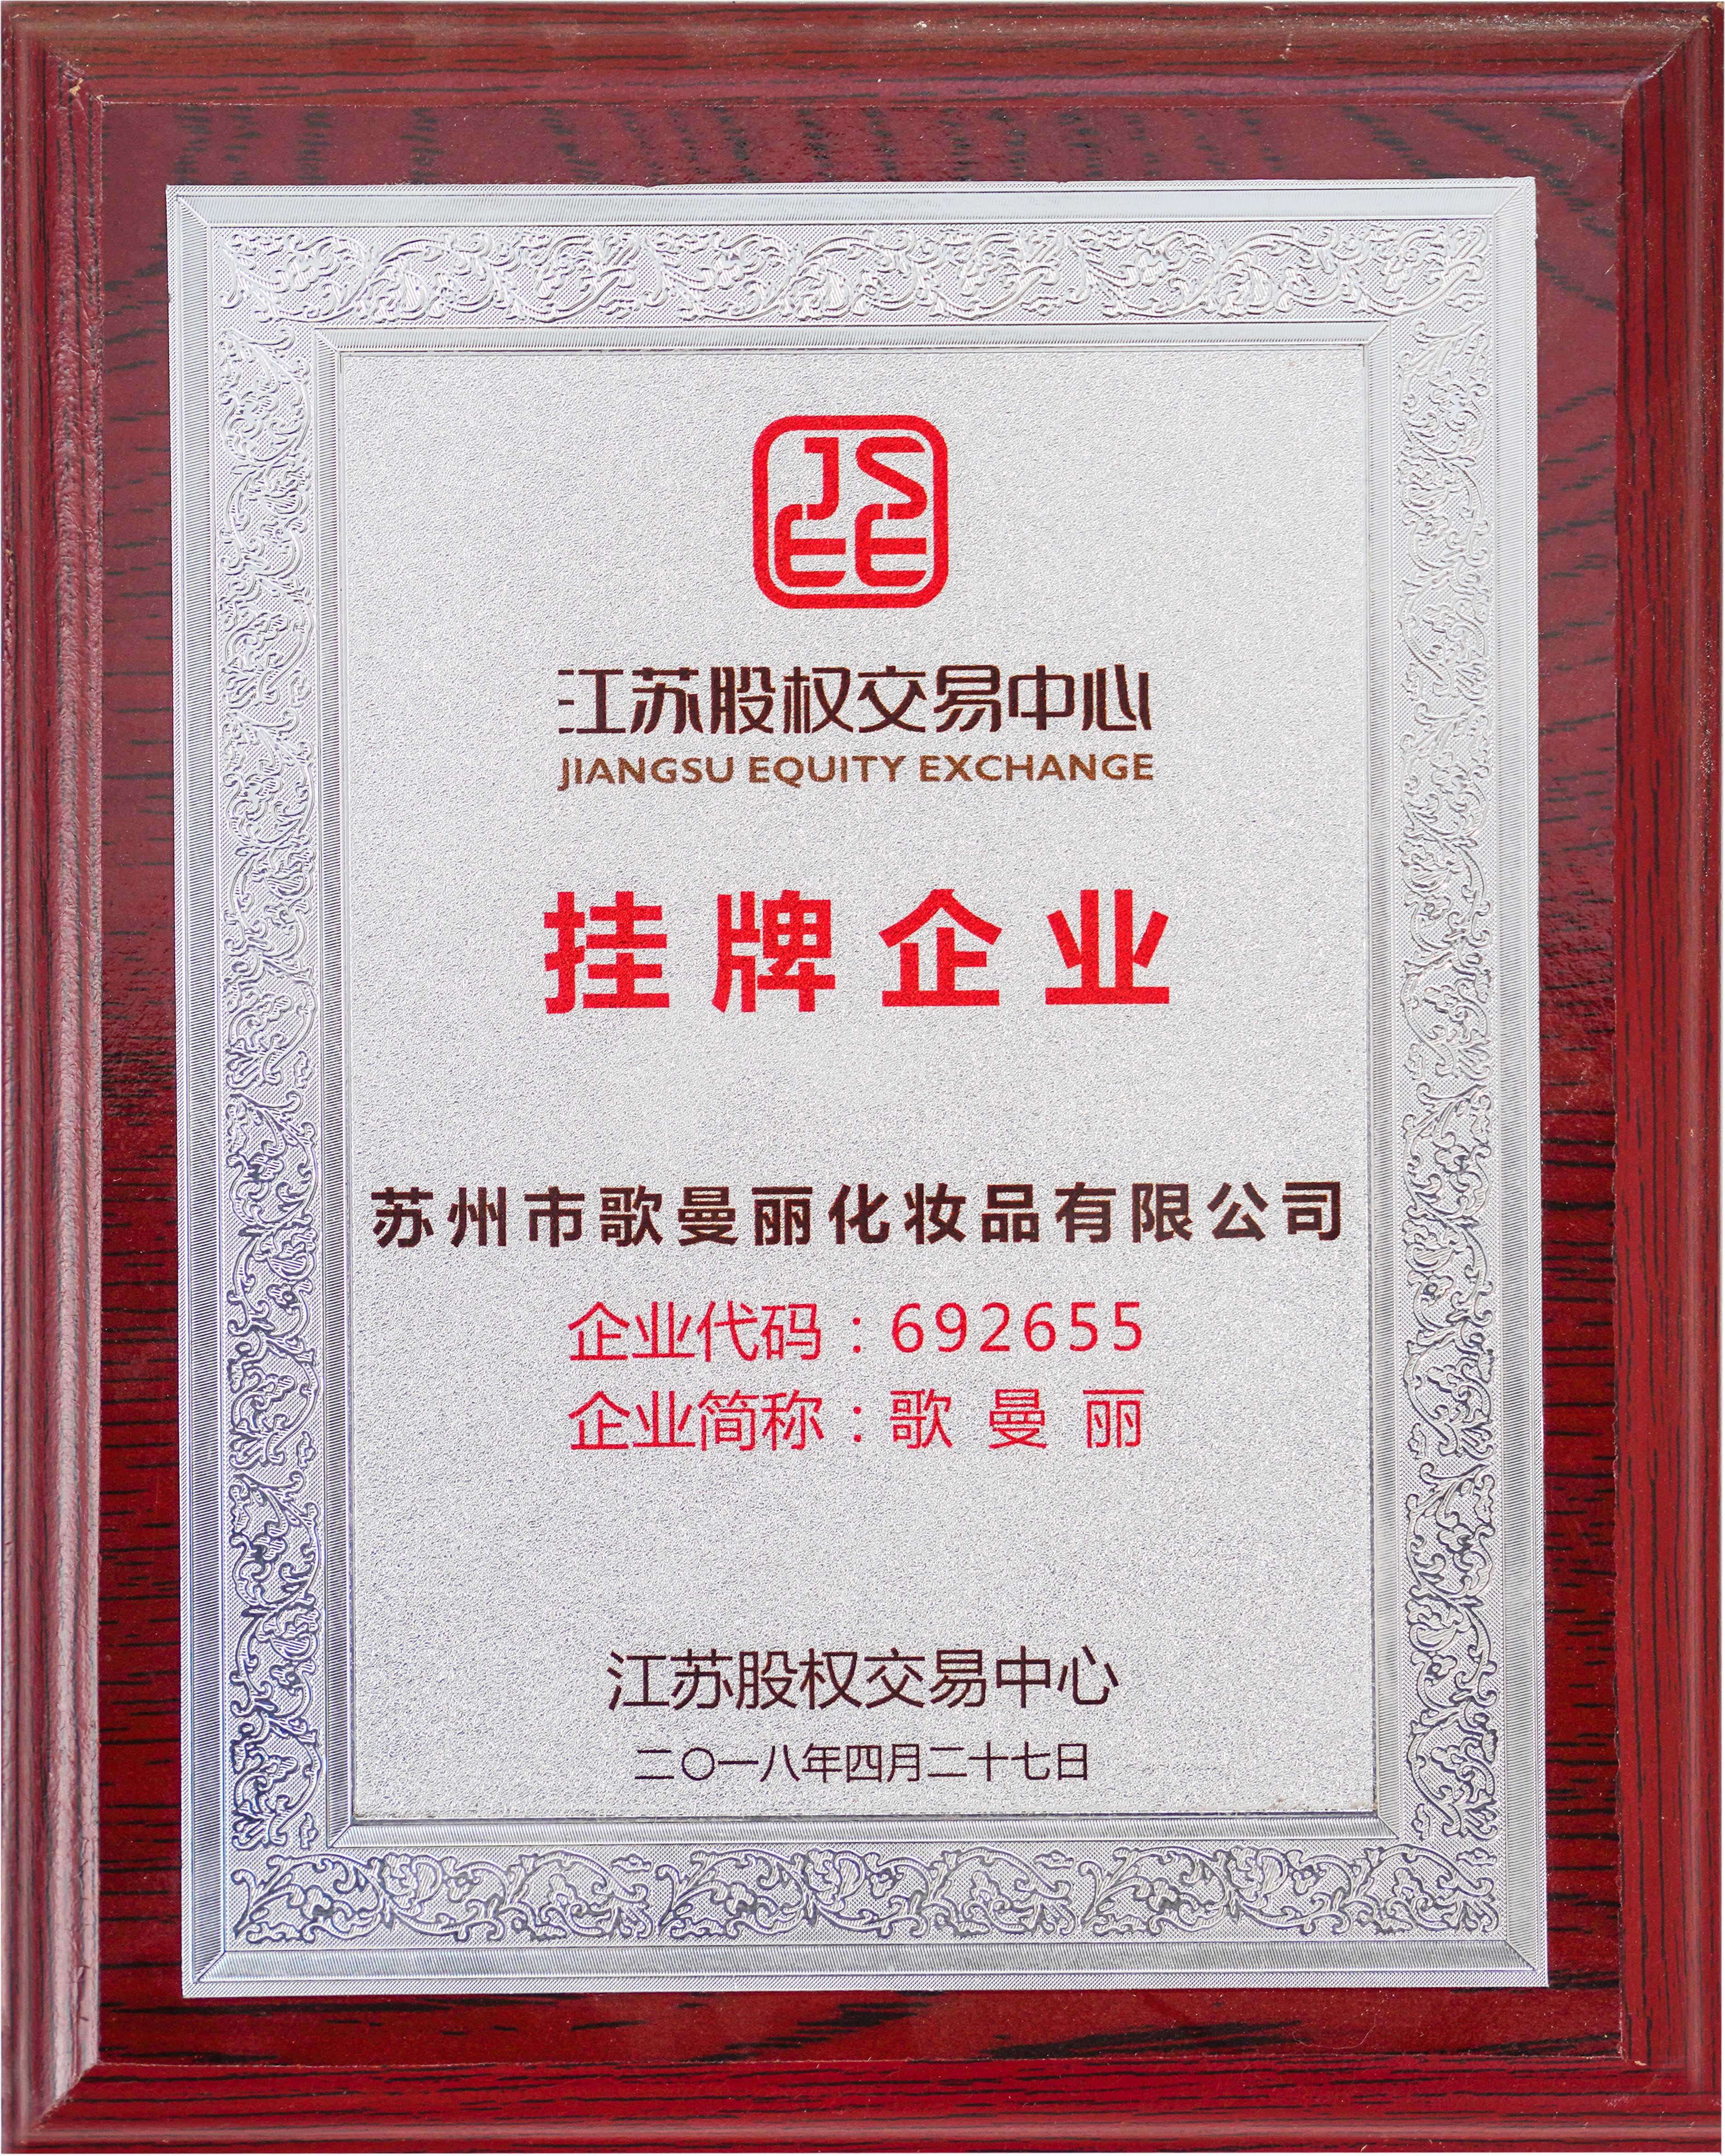 JS
EE
江苏股权交易中心
JIANGSU EQUITY EXCHANGE
挂牌企业
苏州市歌曼丽化妆品有限公司
企业代码：692655
企业简称：歌曼丽
江苏股权交易中心
二〇一八年四月二十七日